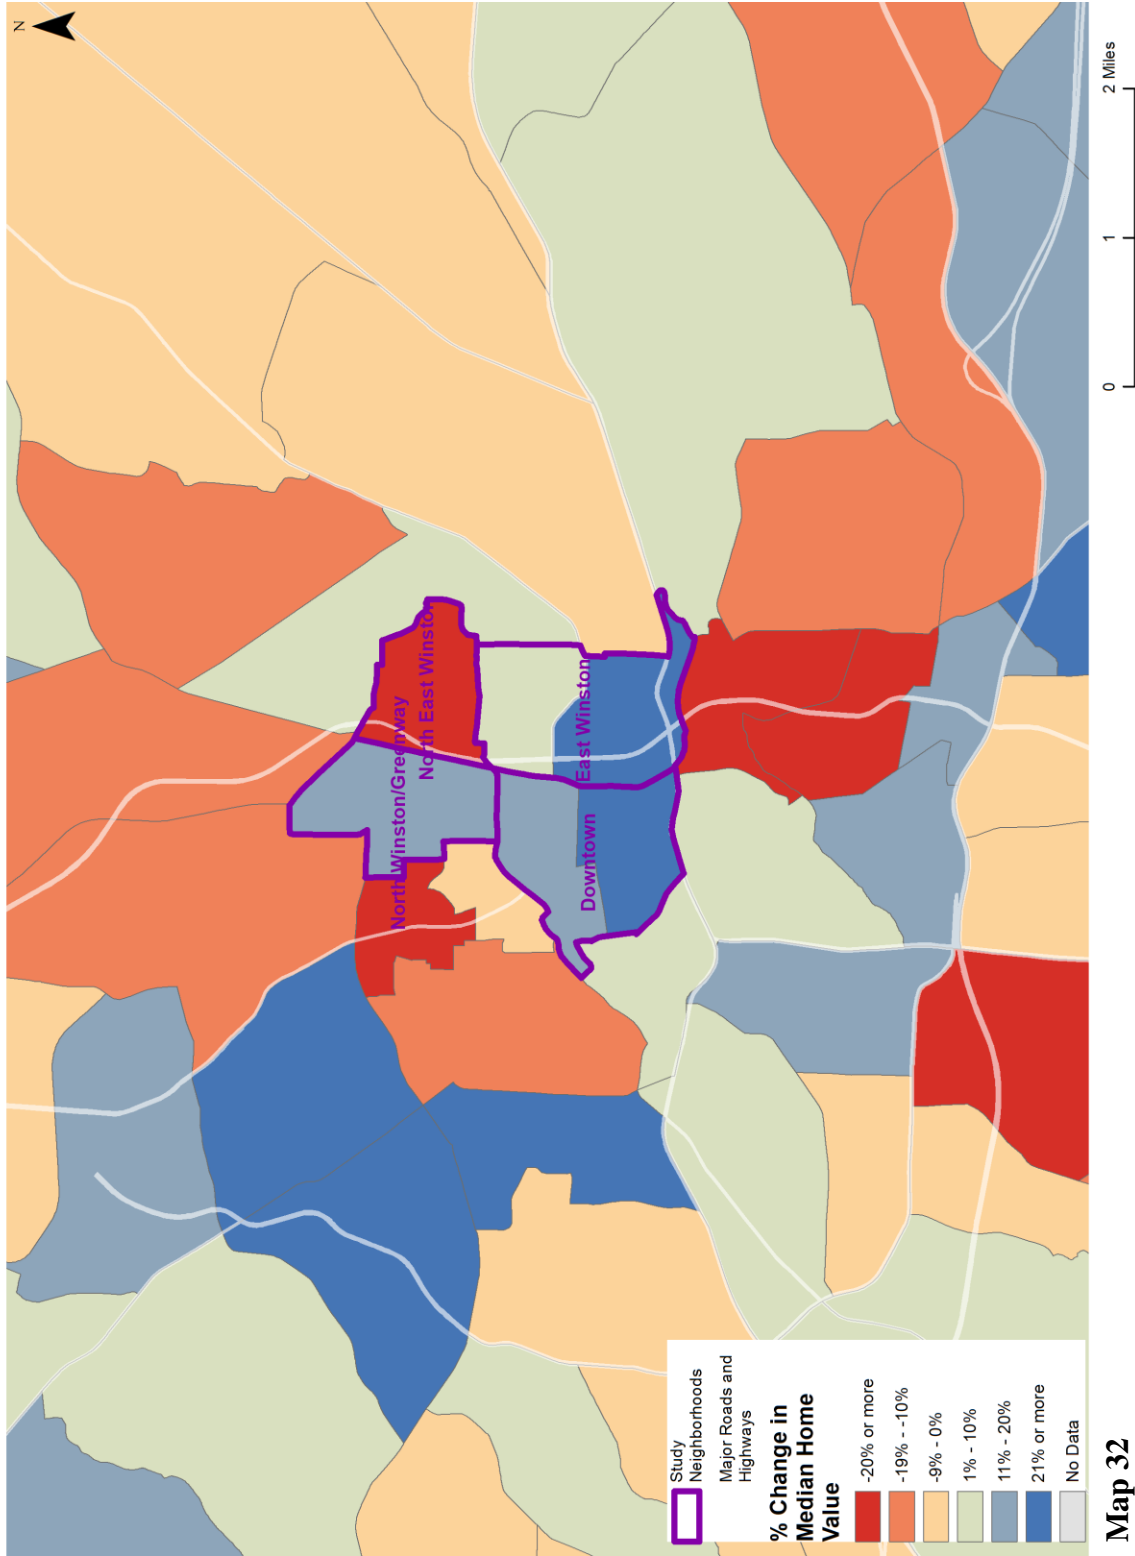 N
North Winston/Greenway
North East Winston
East Winston
Downtown
Study
Neighborhoods
Major Roads and
Highways
% Change in
Median Home
Value
-20% or more
-19% - -10%
-9% - 0%
1% - 10%
11% - 20%
21% or more
No Data
0 1 2 Miles
Map 32